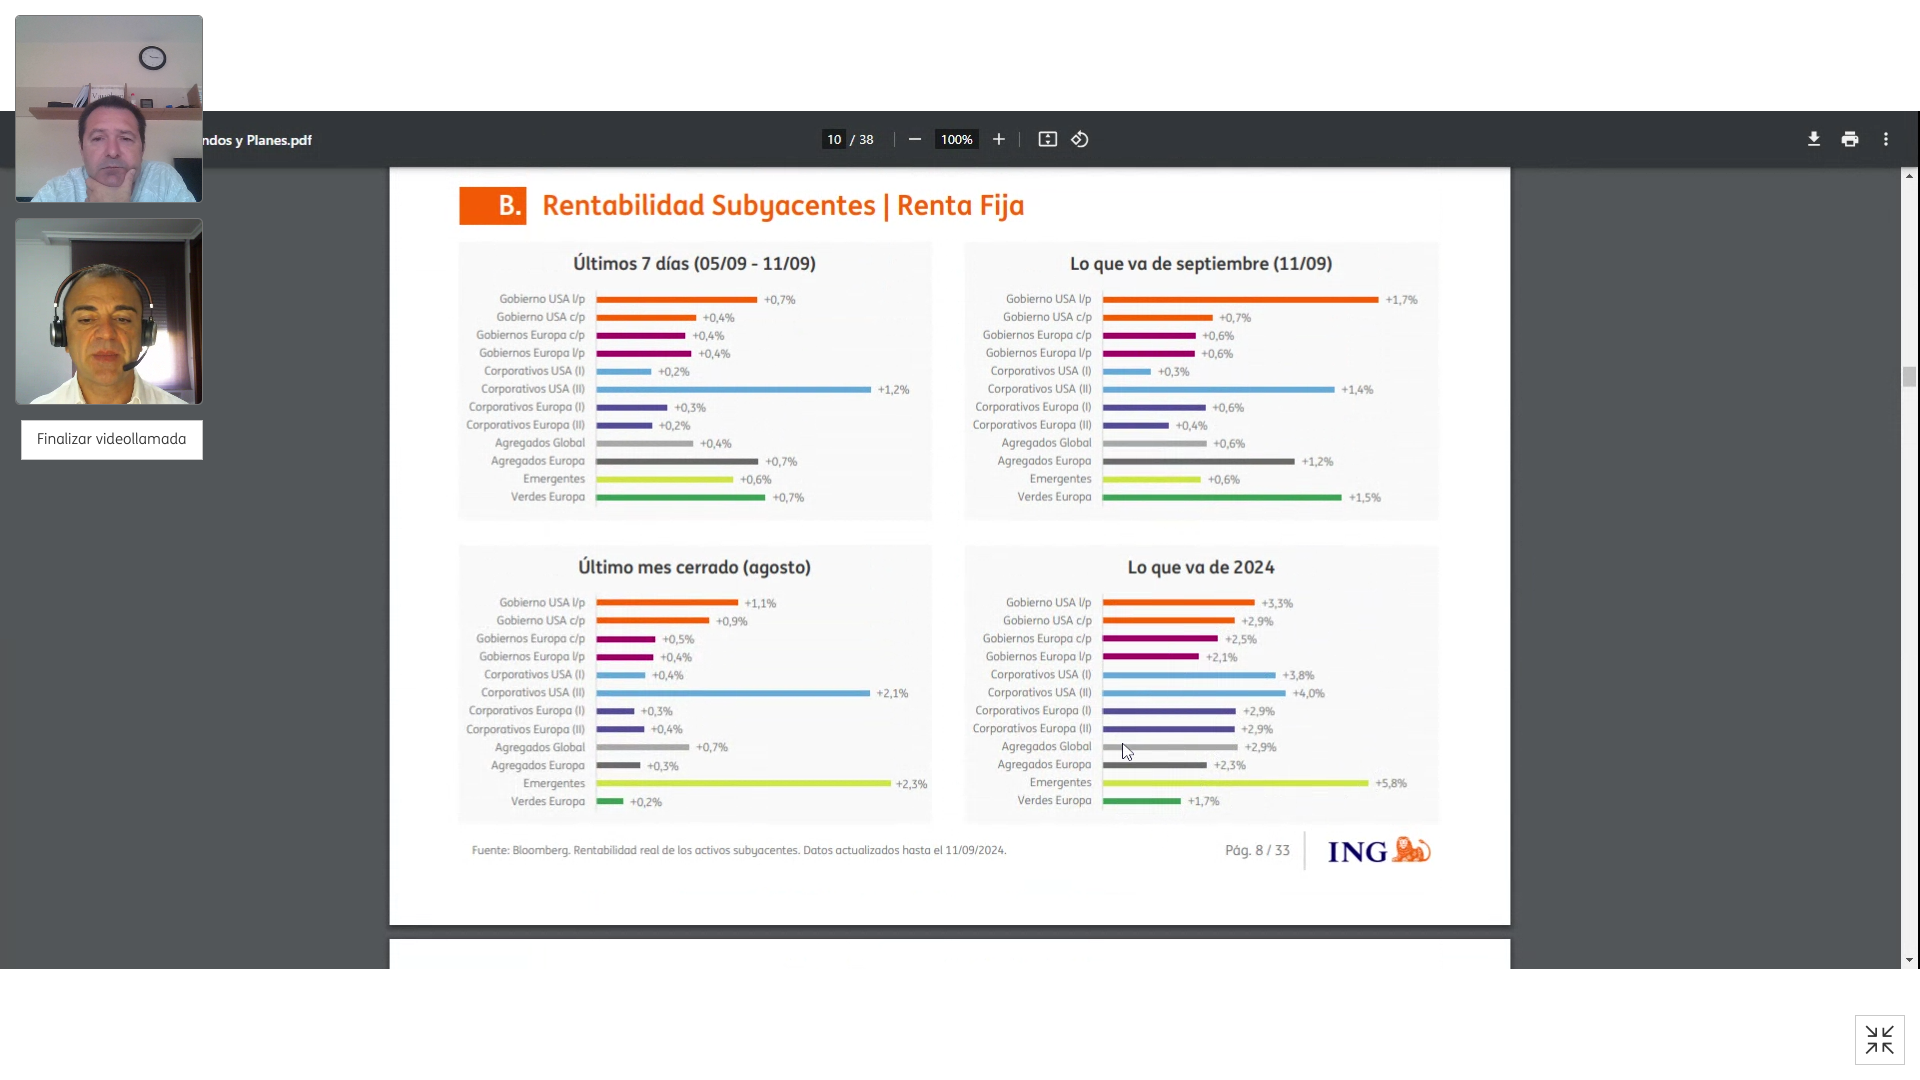 ndos y Planes.pdf
10 / 38
100%
B. Rentabilidad Subyacentes | Renta Fija
Últimos 7 días (05/09 - 11/09)
Gobierno USA l/p +0,7%
Gobierno USA c/p +0,4%
Gobiernos Europa c/p +0,4%
Gobiernos Europa l/p +0,4%
Corporativos USA (I) +0,2%
Corporativos USA (II) +1,2%
Corporativos Europa (I) +0,3%
Corporativos Europa (II) +0,2%
Agregados Global +0,4%
Agregados Europa +0,7%
Emergentes +0,6%
Verdes Europa +0,7%
Lo que va de septiembre (11/09)
Gobierno USA l/p +1,7%
Gobierno USA c/p +0,7%
Gobiernos Europa c/p +0,6%
Gobiernos Europa l/p +0,6%
Corporativos USA (I) +0,3%
Corporativos USA (II) +1,4%
Corporativos Europa (I) +0,6%
Corporativos Europa (II) +0,4%
Agregados Global +0,6%
Agregados Europa +1,2%
Emergentes +0,6%
Verdes Europa +1,5%
Último mes cerrado (agosto)
Gobierno USA l/p +1,1%
Gobierno USA c/p +0,9%
Gobiernos Europa c/p +0,5%
Gobiernos Europa l/p +0,4%
Corporativos USA (I) +0,4%
Corporativos USA (II) +2,1%
Corporativos Europa (I) +0,3%
Corporativos Europa (II) +0,4%
Agregados Global +0,7%
Agregados Europa +0,3%
Emergentes +2,3%
Verdes Europa +0,2%
Lo que va de 2024
Gobierno USA l/p +3,3%
Gobierno USA c/p +2,9%
Gobiernos Europa c/p +2,5%
Gobiernos Europa l/p +2,1%
Corporativos USA (I) +3,8%
Corporativos USA (II) +4,0%
Corporativos Europa (I) +2,9%
Corporativos Europa (II) +2,9%
Agregados Global +2,9%
Agregados Europa +2,3%
Emergentes +5,8%
Verdes Europa +1,7%
Fuente: Bloomberg. Rentabilidad real de los activos subyacentes. Datos actualizados hasta el 11/09/2024.
Pág. 8 / 33
ING
Finalizar videollamada